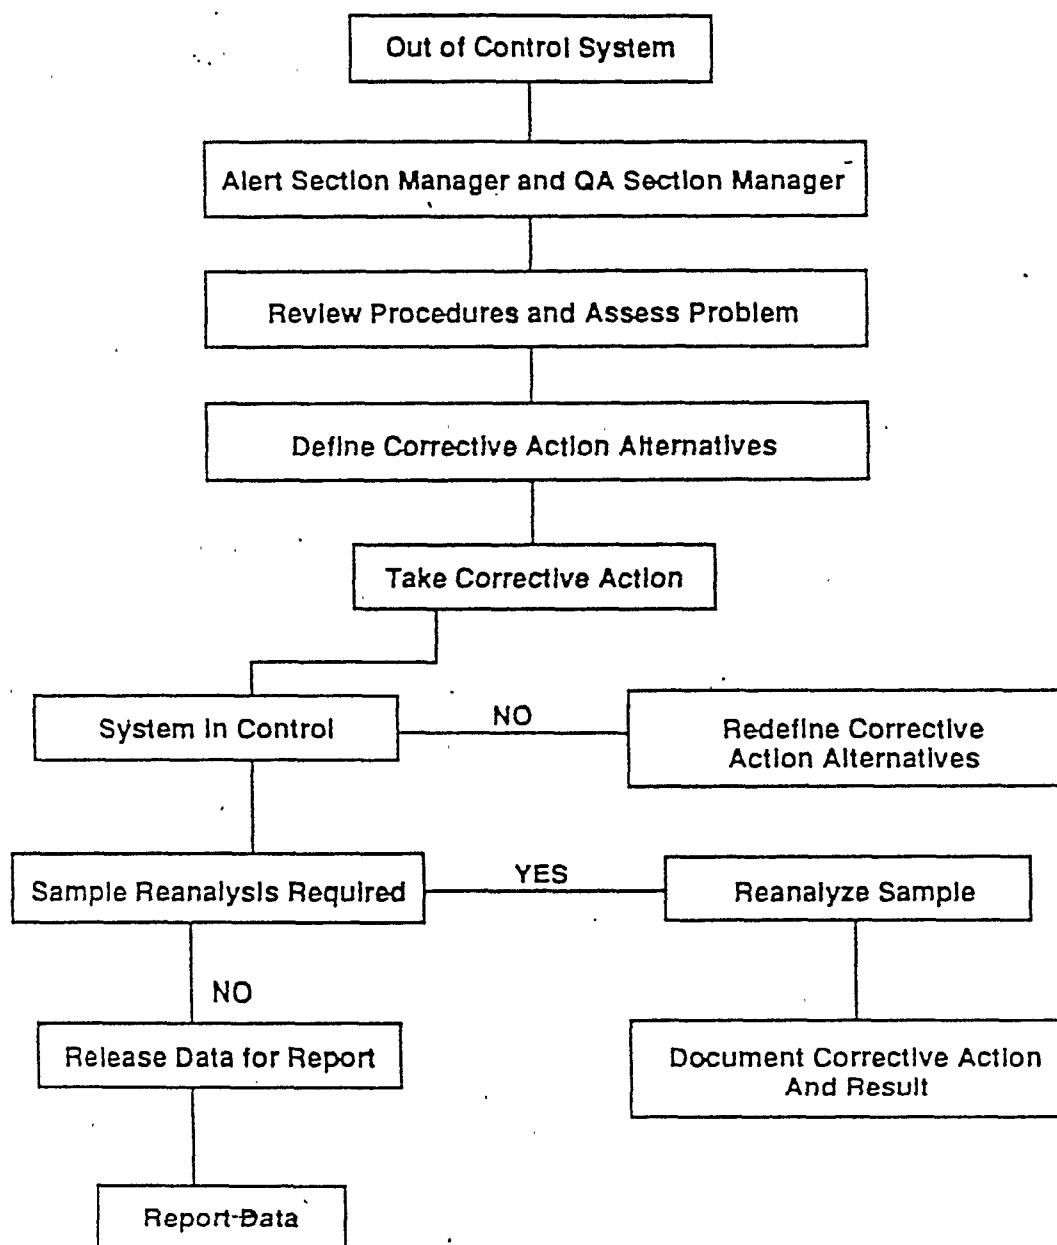 Out of Control System
Alert Section Manager and QA Section Manager
Review Procedures and Assess Problem
Define Corrective Action Alternatives
Take Corrective Action
System in Control
NO
Redefine Corrective
Action Alternatives
Sample Reanalysis Required
YES
Reanalyze Sample
NO
Release Data for Report
Document Corrective Action
And Result
Report Data